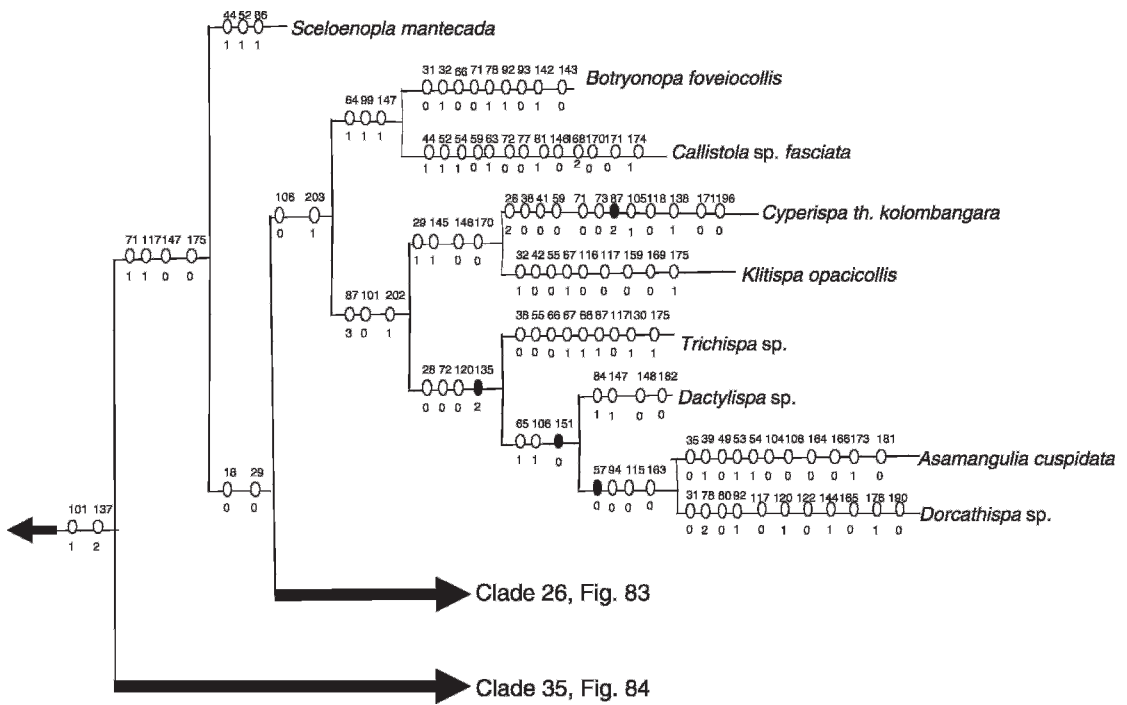 44 52 86
1 1 1
Sceloenopla mantecada
31 32 66 71 78 92 93 142 143
0 1 0 0 1 1 0 1 0
Botryonopa foveiocollis
64 99 147
1 1 1
44 52 54 59 63 72 77 81 146 168 170 171 174
1 1 1 0 1 0 0 1 0 2 0 0 1
Callistola sp. fasciata
106 203
0 1
26 38 41 59 71 73 87 105 118 138 171 196
2 0 0 0 0 0 2 1 0 1 0 0
Cyperispa th. kolombangara
29 145 148 170
1 1 0 0
71 117 147 175
1 1 0 0
32 42 55 67 116 117 159 169 175
1 0 0 1 0 0 0 0 1
Klitispa opacicollis
87 101 202
3 0 1
38 55 66 67 68 87 117 130 175
0 0 0 1 1 1 0 1 1
Trichispa sp.
28 72 120 135
0 0 0 2
84 147 148 182
1 1 0 0
Dactylispa sp.
65 106 151
1 1 0
35 39 49 53 54 104 106 164 166 173 181
0 1 0 1 1 0 0 0 0 1 0
Asamangulia cuspidata
57 94 115 163
0 0 0 0
18 29
0 0
31 78 80 92 117 120 122 144 165 178 190
0 2 0 1 0 1 0 1 0 1 0
Dorcathispa sp.
101 137
1 2
Clade 26, Fig. 83
Clade 35, Fig. 84